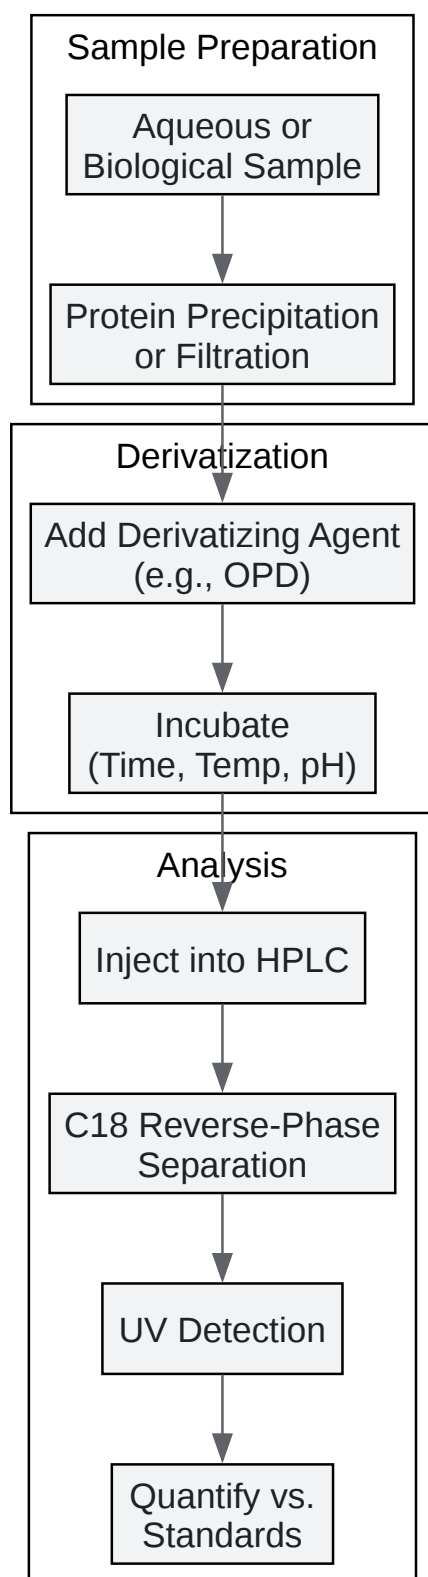 Sample Preparation
Aqueous or
Biological Sample
Protein Precipitation
or Filtration
Derivatization
Add Derivatizing Agent
(e.g., OPD)
Incubate
(Time, Temp, pH)
Analysis
Inject into HPLC
C18 Reverse-Phase
Separation
UV Detection
Quantify vs.
Standards